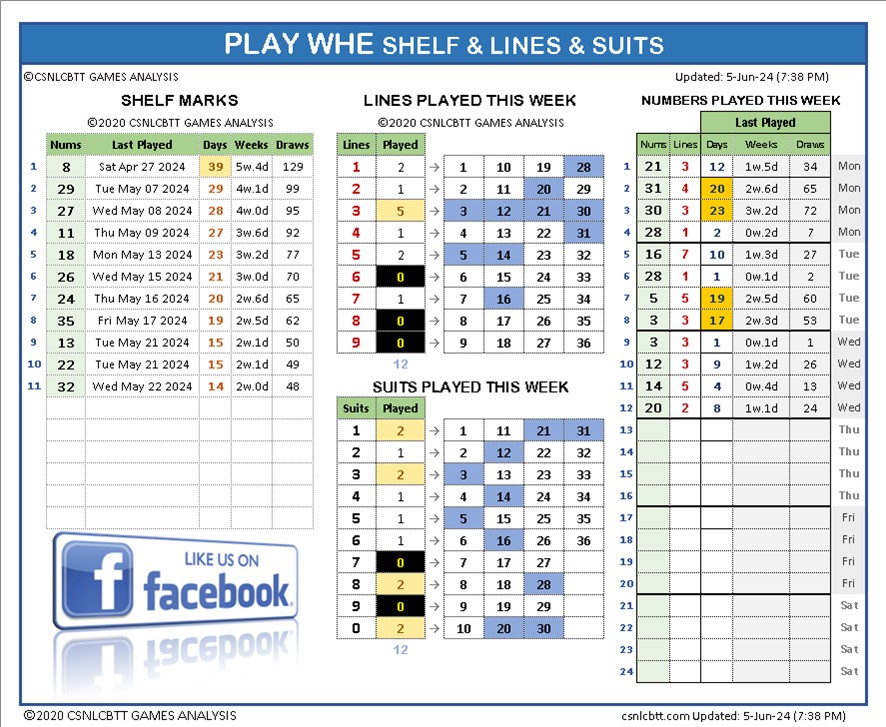 PLAY WHE SHELF & LINES & SUITS
©CSNLCBTT GAMES ANALYSIS
Updated: 5-Jun-24 (7:38 PM)
SHELF MARKS
©2020 CSNLCBTT GAMES ANALYSIS
Nums Last Played Days Weeks Draws
1 8 Sat Apr 27 2024 39 5w.4d 129
2 29 Tue May 07 2024 29 4w.1d 99
3 27 Wed May 08 2024 28 4w.0d 95
4 11 Thu May 09 2024 27 3w.6d 92
5 18 Mon May 13 2024 23 3w.2d 77
6 26 Wed May 15 2024 21 3w.0d 70
7 24 Thu May 16 2024 20 2w.6d 65
8 35 Fri May 17 2024 19 2w.5d 62
9 13 Tue May 21 2024 15 2w.1d 50
10 22 Tue May 21 2024 15 2w.1d 49
11 32 Wed May 22 2024 14 2w.0d 48
LIKE US ON
f facebook®
LINES PLAYED THIS WEEK
©2020 CSNLCBTT GAMES ANALYSIS
Lines Played
1 2 → 1 10 19 28
2 1 → 2 11 20 29
3 5 → 3 12 21 30
4 1 → 4 13 22 31
5 2 → 5 14 23 32
6 0 → 6 15 24 33
7 1 → 7 16 25 34
8 0 → 8 17 26 35
9 0 → 9 18 27 36
12
SUITS PLAYED THIS WEEK
Suits Played
1 2 → 1 11 21 31
2 1 → 2 12 22 32
3 2 → 3 13 23 33
4 1 → 4 14 24 34
5 1 → 5 15 25 35
6 1 → 6 16 26 36
7 0 → 7 17 27
8 2 → 8 18 28
9 0 → 9 19 29
0 2 → 10 20 30
12
NUMBERS PLAYED THIS WEEK
Last Played
Nums Lines Days Weeks Draws
1 21 3 12 1w.5d 34 Mon
2 31 4 20 2w.6d 65 Mon
3 30 3 23 3w.2d 72 Mon
4 28 1 2 0w.2d 7 Mon
5 16 7 10 1w.3d 27 Tue
6 28 1 1 0w.1d 2 Tue
7 5 5 19 2w.5d 60 Tue
8 3 3 17 2w.3d 53 Tue
9 3 3 1 0w.1d 1 Wed
10 12 3 9 1w.2d 26 Wed
11 14 5 4 0w.4d 13 Wed
12 20 2 8 1w.1d 24 Wed
13 Thu
14 Thu
15 Thu
16 Thu
17 Fri
18 Fri
19 Fri
20 Fri
21 Sat
22 Sat
23 Sat
24 Sat
©2020 CSNLCBTT GAMES ANALYSIS
csnlcbtt.com Updated: 5-Jun-24 (7:38 PM)